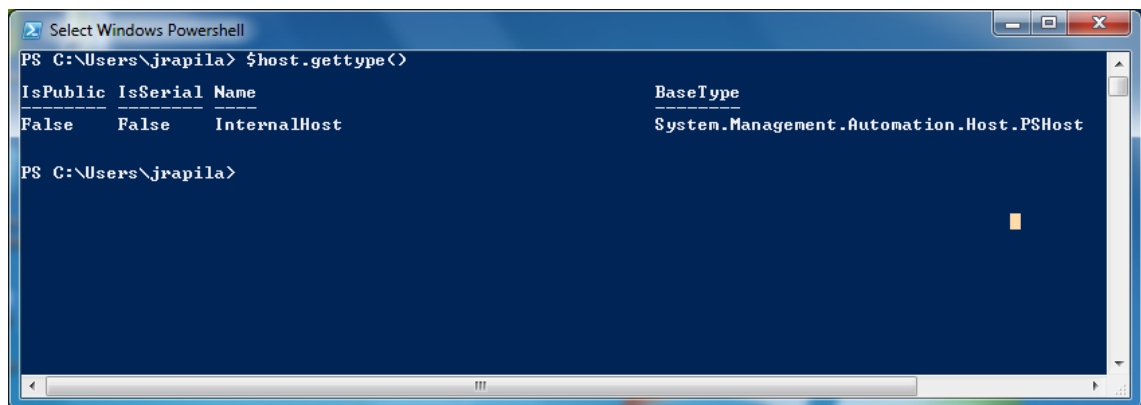 Select Windows Powershell
PS C:\Users\jrapila> $host.gettype()
IsPublic IsSerial Name BaseType
-------- -------- ---- --------
False False InternalHost System.Management.Automation.Host.PSHost
PS C:\Users\jrapila>